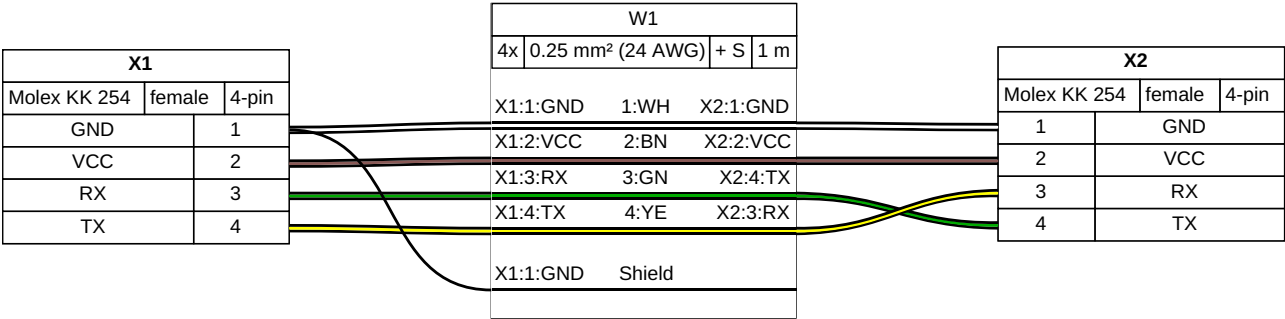 X1
Molex KK 254 female 4-pin
GND 1
VCC 2
RX 3
TX 4
W1
4x 0.25 mm² (24 AWG) + S 1 m
X1:1:GND 1:WH X2:1:GND
X1:2:VCC 2:BN X2:2:VCC
X1:3:RX 3:GN X2:4:TX
X1:4:TX 4:YE X2:3:RX
X1:1:GND Shield
X2
Molex KK 254 female 4-pin
1 GND
2 VCC
3 RX
4 TX